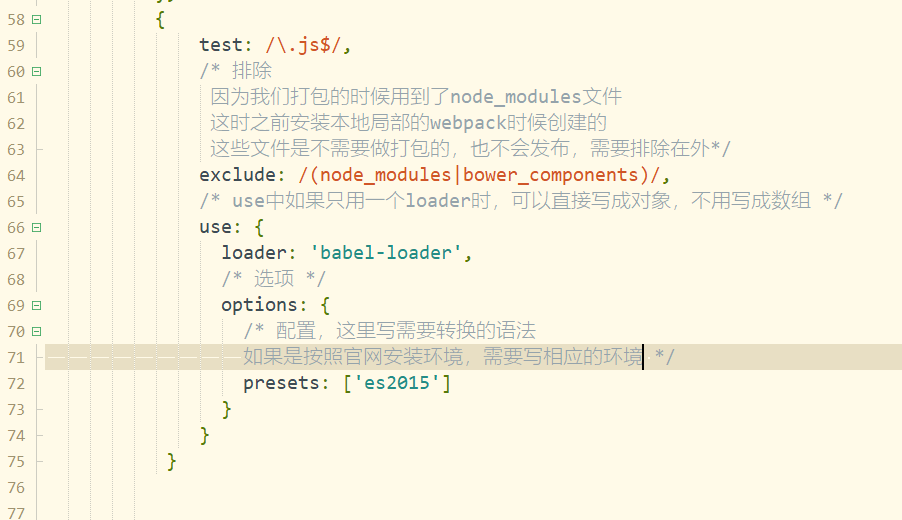 58 {
59 test: /\.js$/,
60 /* 排除
61 因为我们打包的时候用到了node_modules文件
62 这时之前安装本地局部的webpack时候创建的
63 这些文件是不需要做打包的，也不会发布，需要排除在外*/
64 exclude: /(node_modules|bower_components)/,
65 /* use中如果只用一个loader时，可以直接写成对象，不用写成数组 */
66 use: {
67 loader: 'babel-loader',
68 /* 选项 */
69 options: {
70 /* 配置，这里写需要转换的语法
71 如果是按照官网安装环境，需要写相应的环境 */
72 presets: ['es2015']
73 }
74 }
75 }
76
77